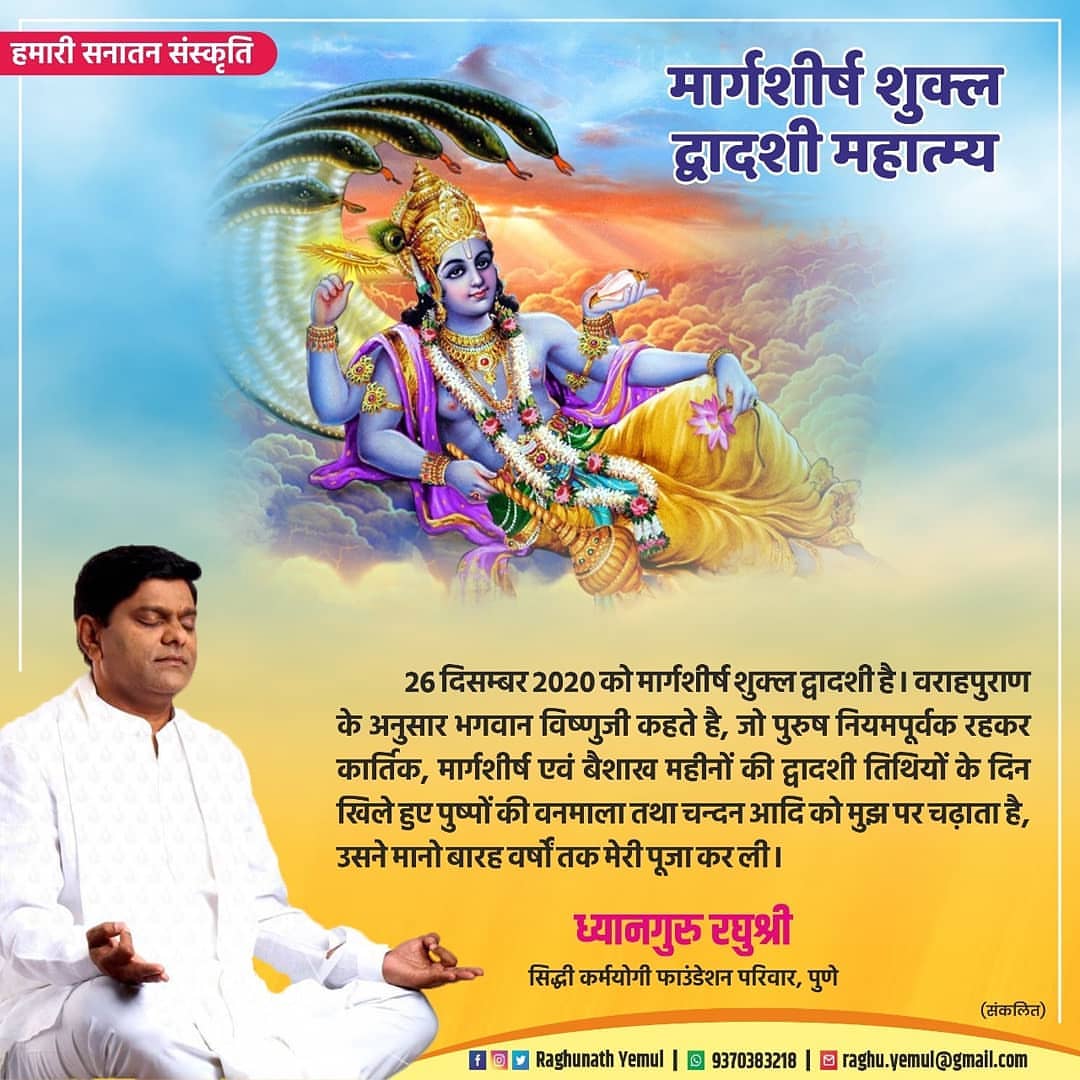 हमारी सनातन संस्कृति
मार्गशीर्ष शुक्ल
द्वादशी महात्म्य
26 दिसम्बर 2020 को मार्गशीर्ष शुक्ल द्वादशी है। वराहपुराण
के अनुसार भगवान विष्णुजी कहते है, जो पुरुष नियमपूर्वक रहकर
कार्तिक, मार्गशीर्ष एवं बैशाख महीनों की द्वादशी तिथियों के दिन
खिले हुए पुष्पों की वनमाला तथा चन्दन आदि को मुझ पर चढ़ाता है,
उसने मानो बारह वर्षों तक मेरी पूजा कर ली।
ध्यानगुरु रघुश्री
सिद्धी कर्मयोगी फाउंडेशन परिवार, पुणे
(संकलित)
Raghunath Yemul | 9370383218 | raghu.yemul@gmail.com